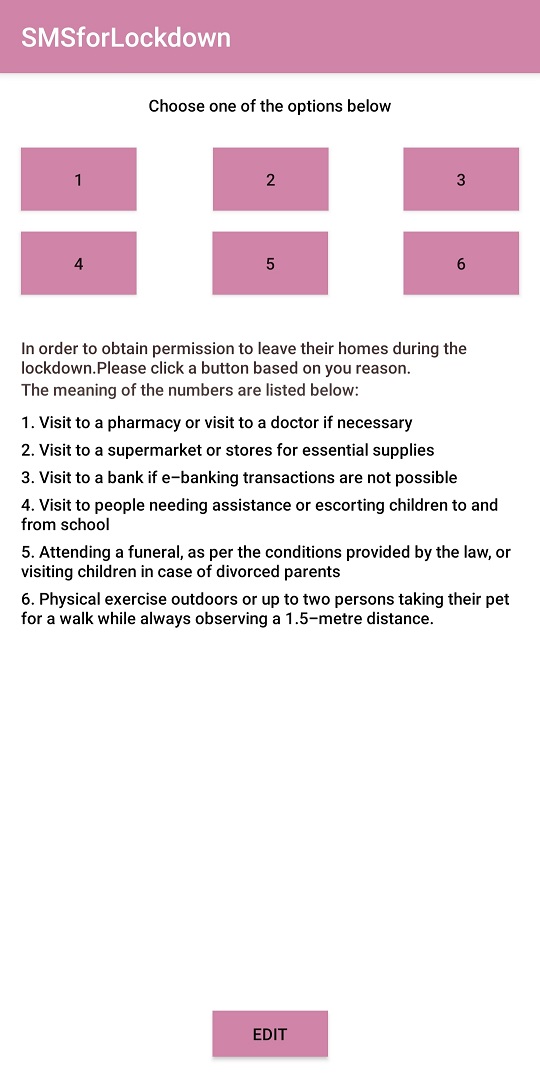 SMSforLockdown
Choose one of the options below
1
2
3
4
5
6
In order to obtain permission to leave their homes during the
lockdown.Please click a button based on you reason.
The meaning of the numbers are listed below:
1. Visit to a pharmacy or visit to a doctor if necessary
2. Visit to a supermarket or stores for essential supplies
3. Visit to a bank if e–banking transactions are not possible
4. Visit to people needing assistance or escorting children to and
from school
5. Attending a funeral, as per the conditions provided by the law, or
visiting children in case of divorced parents
6. Physical exercise outdoors or up to two persons taking their pet
for a walk while always observing a 1.5–metre distance.
EDIT